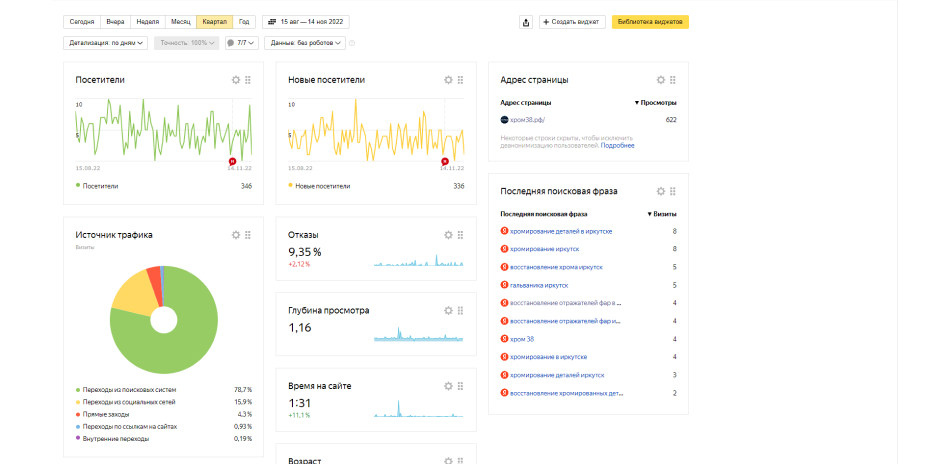 Сегодня Вчера Неделя Месяц Квартал Год 15 авг — 14 ноя 2022 + Создать виджет Библиотека виджетов
Детализация: по дням Точность: 100% 7/7 Данные: без роботов
Посетители
10
5
15.08.22 14.11.22
Посетители 346
Новые посетители
10
5
15.08.22 14.11.22
Новые посетители 336
Адрес страницы
Адрес страницы ▼ Просмотры
хром38.рф/ 622
Некоторые строки скрыты, чтобы исключить
деанонимизацию пользователей. Подробнее
Источник трафика
Визиты
Переходы из поисковых систем 78,7%
Переходы из социальных сетей 15,9%
Прямые заходы 4,3%
Переходы по ссылкам на сайтах 0,93%
Внутренние переходы 0,19%
Отказы
9,35 %
+2,12%
Глубина просмотра
1,16
Время на сайте
1:31
+11,1%
Возраст
Последняя поисковая фраза
Последняя поисковая фраза ▼ Визиты
хромирование деталей в иркутске 8
хромирование иркутск 8
восстановление хрома иркутск 5
гальваника иркутск 5
восстановление отражателей фар в ... 4
восстановление отражателей фар и... 4
хром 38 4
хромирование в иркутске 4
хромирование деталей иркутск 3
восстановление хромированных дет... 2